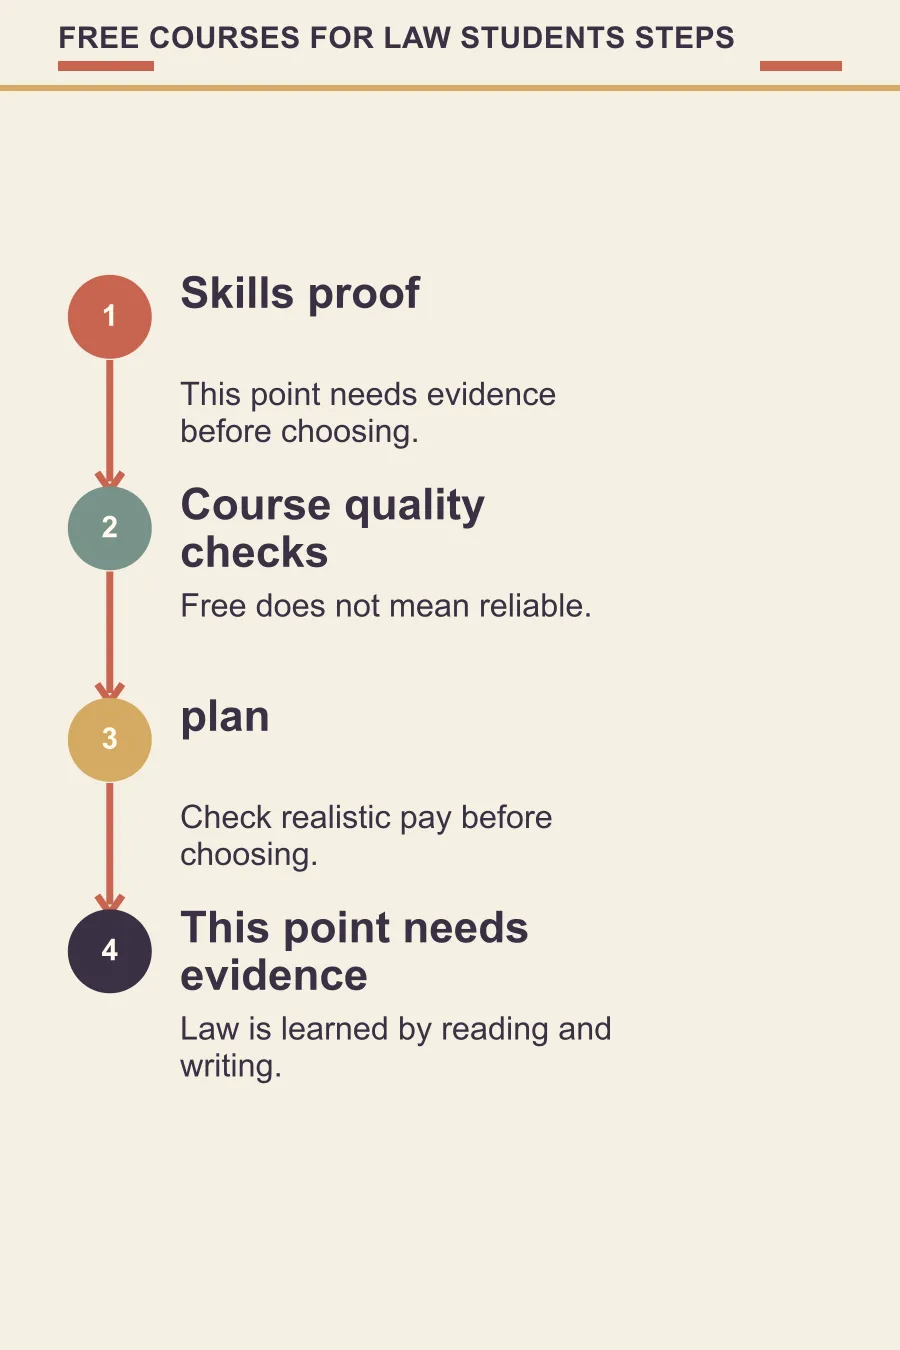 FREE COURSES FOR LAW STUDENTS STEPS
1
Skills proof
This point needs evidence
before choosing.
2
Course quality
checks
Free does not mean reliable.
3
plan
Check realistic pay before
choosing.
4
This point needs
evidence
Law is learned by reading and
writing.